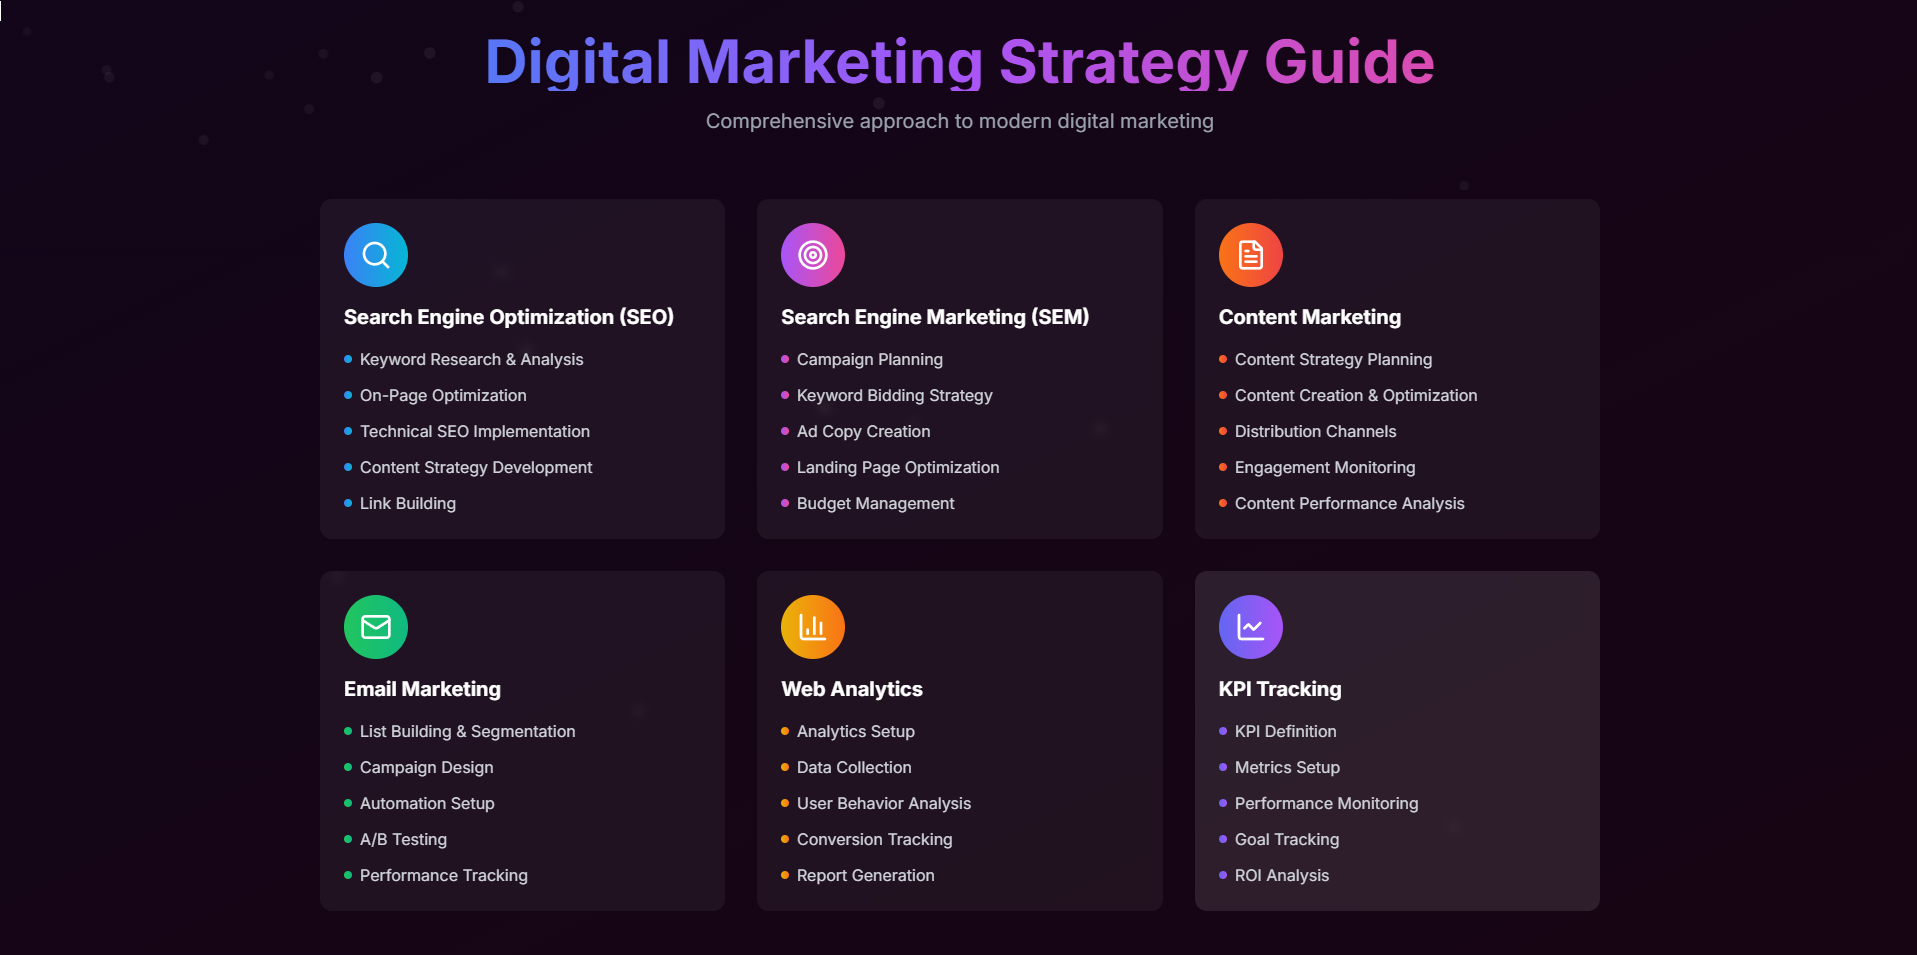 Digital Marketing Strategy Guide
Comprehensive approach to modern digital marketing
Search Engine Optimization (SEO)
Keyword Research & Analysis
On-Page Optimization
Technical SEO Implementation
Content Strategy Development
Link Building
Search Engine Marketing (SEM)
Campaign Planning
Keyword Bidding Strategy
Ad Copy Creation
Landing Page Optimization
Budget Management
Content Marketing
Content Strategy Planning
Content Creation & Optimization
Distribution Channels
Engagement Monitoring
Content Performance Analysis
Email Marketing
List Building & Segmentation
Campaign Design
Automation Setup
A/B Testing
Performance Tracking
Web Analytics
Analytics Setup
Data Collection
User Behavior Analysis
Conversion Tracking
Report Generation
KPI Tracking
KPI Definition
Metrics Setup
Performance Monitoring
Goal Tracking
ROI Analysis